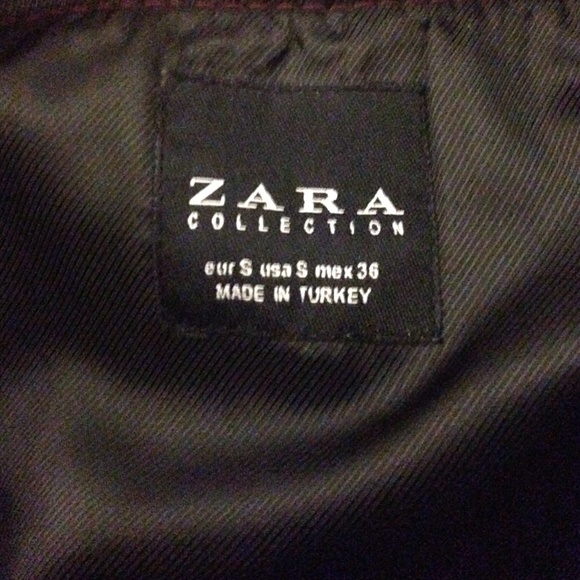 ZARA
COLLECTION
eur S usa S mex 36
MADE IN TURKEY